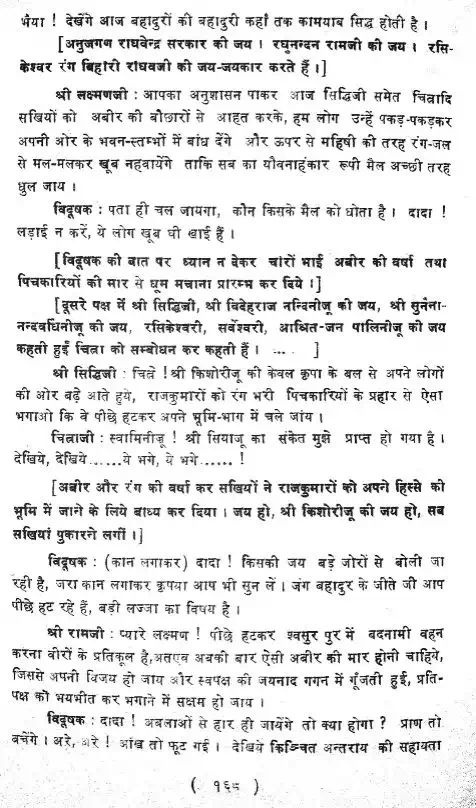 भैया ! देखेंगे आज बहादुरों की बहादुरी कहां तक कामयाब सिद्ध होती है ।
[अनुजगण राघवेन्द्र सरकार की जय । रघुनन्दन रामजी की जय । रसि-
केश्वर रंग बिहारी राघवजी की जय-जयकार करते हैं ।]
श्री लक्ष्मणजी : आपका अनुशासन पाकर आज सिद्धिजी समेत चित्रादि
सखियों को अबीर की बौछारों से आहत करके, हम लोग उन्हें पकड़-पकड़कर
अपनी ओर के भवन-स्तम्भों में बांध देंगे और ऊपर से महिषी की तरह रंग-जल
से मल-मलकर खूब नहवायेंगे ताकि सब का यौवनाहंकार रूपी मैल अच्छी तरह
धुल जाय ।
विदूषक : पता ही चल जायगा, कौन किसके मैल को धोता है । दादा !
लड़ाई न करें, ये लोग खूब घी खाई हैं ।
[विदूषक की बात पर ध्यान न देकर चारों भाई अबीर की वर्षा तथा
पिचकारियों की मार से धूम मचाना प्रारम्भ कर दिये ।]
[दूसरे पक्ष में श्री सिद्धिजी, श्री विदेहराज नन्दिनीजू की जय, श्री सुनैना-
नन्दवर्धिनीजू की जय, रसिकेश्वरी, सर्वेश्वरी, आश्रित-जन पालिनीजू की जय
कहती हुई चित्रा को सम्बोधन कर कहती हैं । .... ]
श्री सिद्धिजी : चित्रे ! श्री किशोरीजू की केवल कृपा के बल से अपने लोगों
की ओर बढ़े आते हुये, राजकुमारों को रंग भरी पिचकारियों के प्रहार से ऐसा
भगाओ कि वे पीछे हटकर अपने भूमि-भाग में चले जांय ।
चित्राजी : स्वामिनीजू ! श्री सियाजू का संकेत मुझे प्राप्त हो गया है ।
देखिये, देखिये ......ये भगे, ये भगे...... !
[अबीर और रंग की वर्षा कर सखियों ने राजकुमारों को अपने हिस्से की
भूमि में जाने के लिये बाध्य कर दिया । जय हो, श्री किशोरीजू की जय हो, सब
सखियां पुकारने लगीं ।]
विदूषक : (कान लगाकर) दादा ! किसकी जय बड़े जोरों से बोली जा
रही है, जरा कान लगाकर कृपया आप भी सुन लें । जंग बहादुर के जीते जी आप
पीछे हट रहे हैं, बड़ी लज्जा का विषय है ।
श्री रामजी : प्यारे लक्ष्मण ! पीछे हटकर श्वसुर पुर में बदनामी वहन
करना वीरों के प्रतिकूल है,अतएव अबकी बार ऐसी अबीर की मार होनी चाहिये,
जिससे अपनी विजय हो जाय और स्वपक्ष की जयनाद गगन में गूँजती हुई, प्रति-
पक्ष को भयभीत कर भगाने में सक्षम हो जाय ।
विदूषक : दादा ! अबलाओं से हार ही जायेंगे तो क्या होगा ? प्राण तो
बचेंगे । अरे, अरे ! आंख तो फूट गई । देखिये किञ्चित अन्तराय की सहायता
( १६८ )